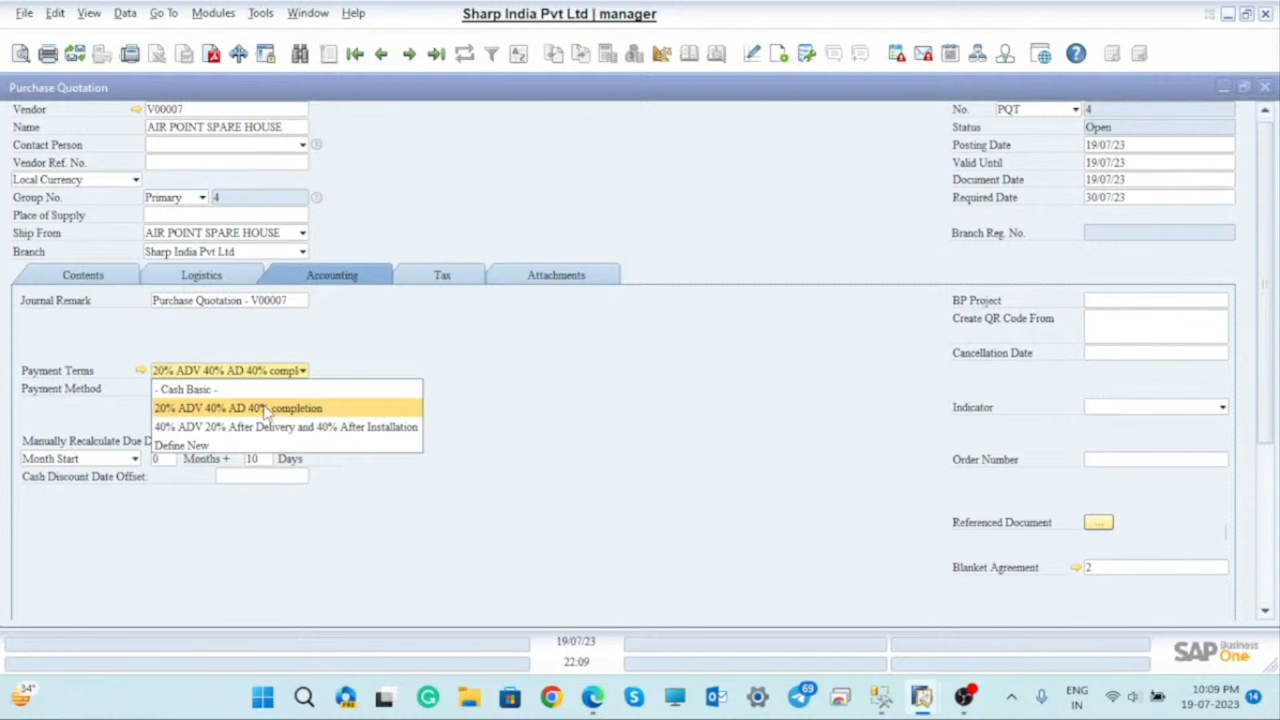 File Edit View Data Go To Modules Tools Window Help Sharp India Pvt Ltd | manager
Purchase Quotation
Vendor V00007 No. PQT 4
Name AIR POINT SPARE HOUSE Status Open
Contact Person Posting Date 19/07/23
Vendor Ref. No. Valid Until 19/07/23
Local Currency Document Date 19/07/23
Group No. Primary 4 Required Date 30/07/23
Place of Supply
Ship From AIR POINT SPARE HOUSE Branch Reg. No.
Branch Sharp India Pvt Ltd
Contents Logistics Accounting Tax Attachments
Journal Remark Purchase Quotation - V00007 BP Project
Create QR Code From
Cancellation Date
Payment Terms 20% ADV 40% AD 40% compl
Payment Method - Cash Basic -
20% ADV 40% AD 40% completion Indicator
40% ADV 20% After Delivery and 40% After Installation
Manually Recalculate Due D Define New
Month Start 0 Months + 10 Days Order Number
Cash Discount Date Offset:
Referenced Document ...
Blanket Agreement 2
19/07/23
22:09
SAP Business One
34°
69
ENG
IN
10:09 PM
19-07-2023
14